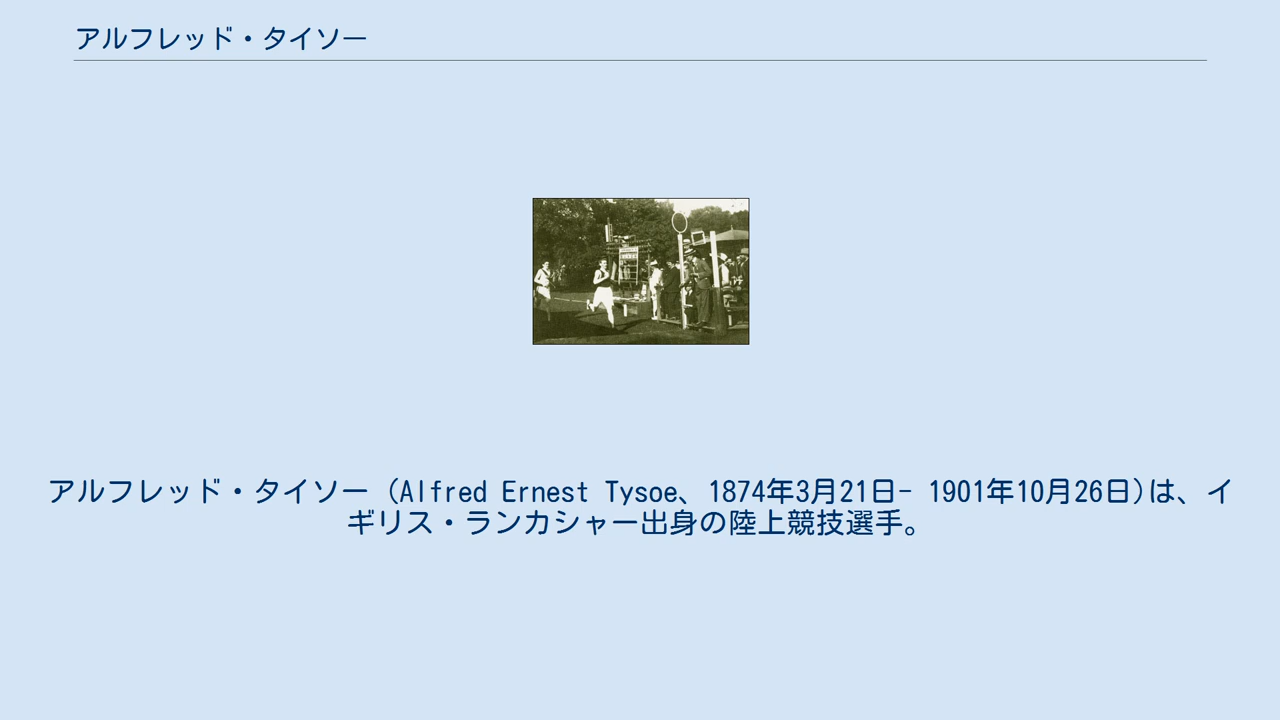 アルフレッド・タイソー
アルフレッド・タイソー（Alfred Ernest Tysoe、1874年3月21日- 1901年10月26日)は、イ
ギリス・ランカシャー出身の陸上競技選手。